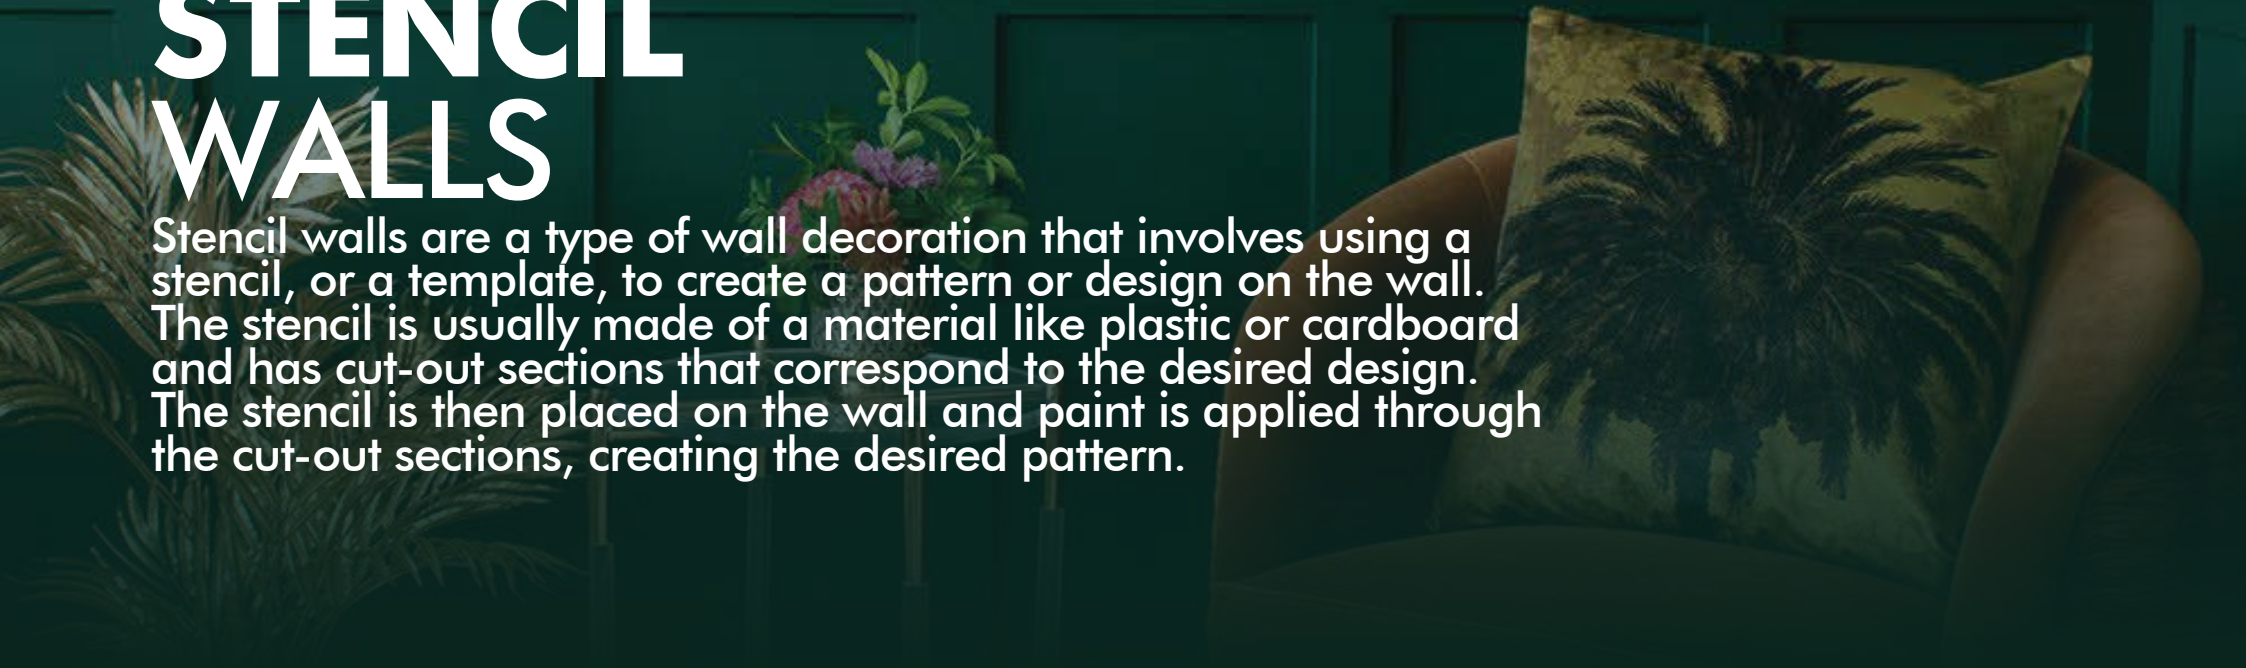 STENCIL
WALLS
Stencil walls are a type of wall decoration that involves using a
stencil, or a template, to create a pattern or design on the wall.
The stencil is usually made of a material like plastic or cardboard
and has cut-out sections that correspond to the desired design.
The stencil is then placed on the wall and paint is applied through
the cut-out sections, creating the desired pattern.